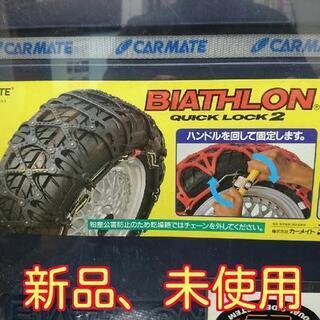 CARMATE
CARMATE
MATE®
BIATHLON®
QUICK LOCK 2
ハンドルを回して固定します。
粉塵公害防止のため乾燥路ではチェーンを外してください。
株式会社カーメイト
新品、未使用